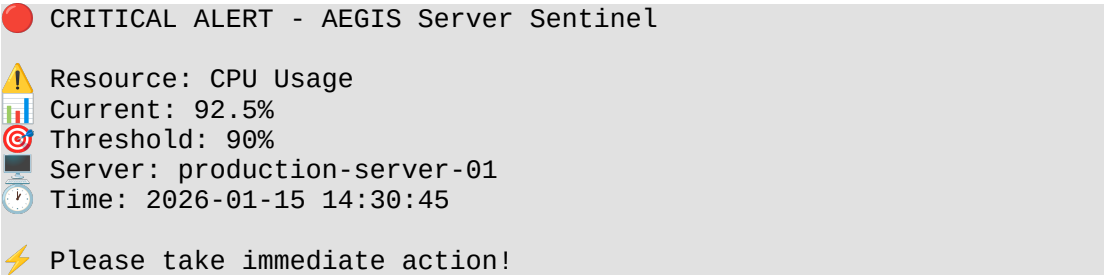 🔴 CRITICAL ALERT - AEGIS Server Sentinel
⚠️ Resource: CPU Usage
📊 Current: 92.5%
🎯 Threshold: 90%
🖥️ Server: production-server-01
🕐 Time: 2026-01-15 14:30:45
⚡ Please take immediate action!